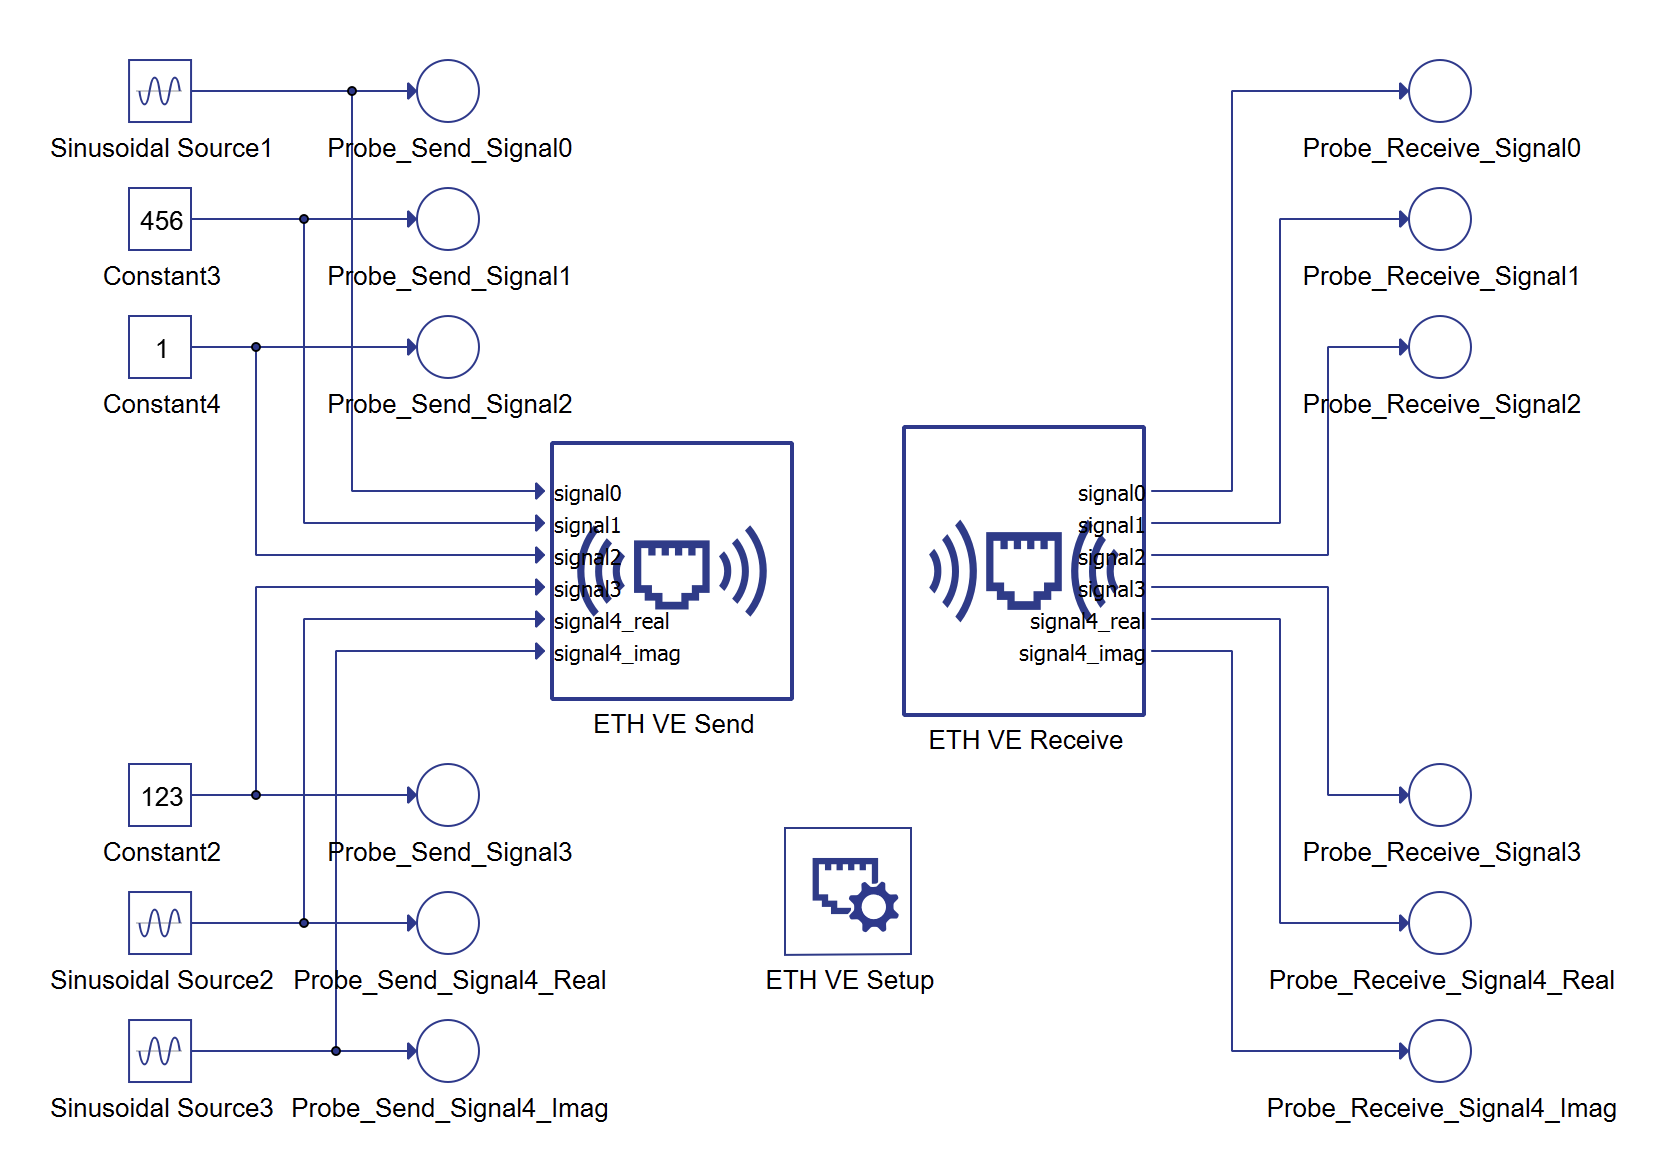 Sinusoidal Source1
Probe_Send_Signal0
Probe_Receive_Signal0
456
Constant3
Probe_Send_Signal1
Probe_Receive_Signal1
1
Constant4
Probe_Send_Signal2
Probe_Receive_Signal2
signal0
signal1
signal2
signal3
signal4_real
signal4_imag
ETH VE Send
signal0
signal1
signal2
signal3
signal4_real
signal4_imag
ETH VE Receive
123
Constant2
Probe_Send_Signal3
Probe_Receive_Signal3
Sinusoidal Source2
Probe_Send_Signal4_Real
ETH VE Setup
Probe_Receive_Signal4_Real
Sinusoidal Source3
Probe_Send_Signal4_Imag
Probe_Receive_Signal4_Imag